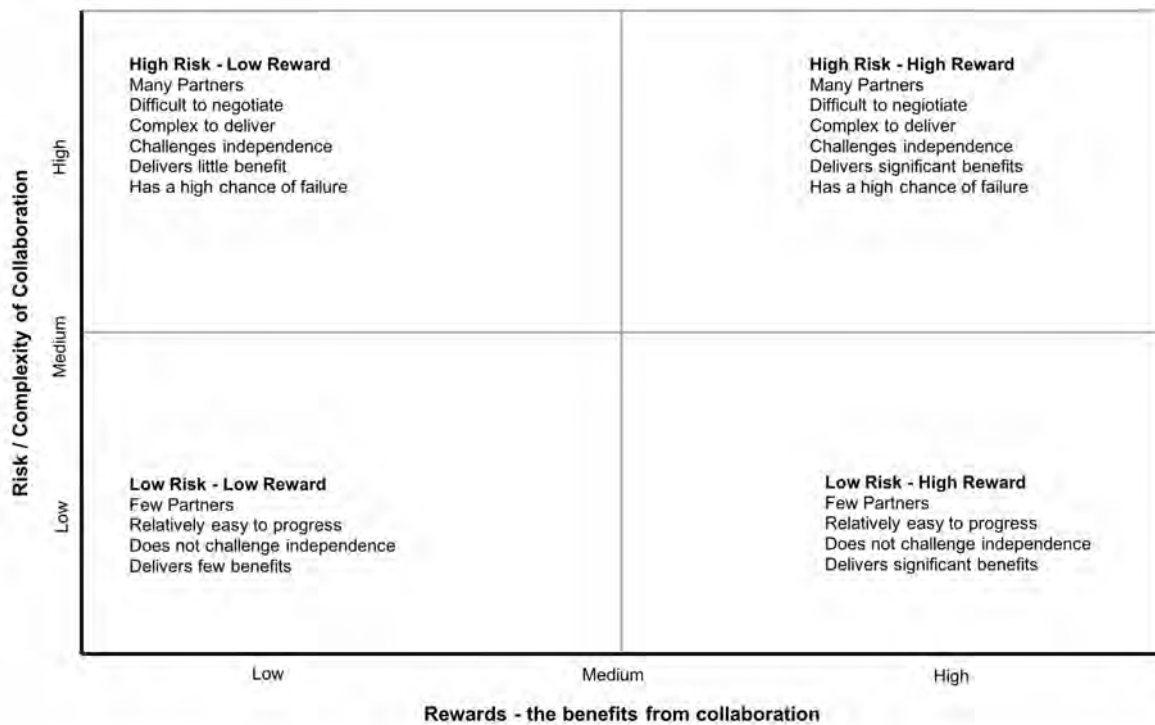 High Risk - Low Reward
Many Partners
Difficult to negotiate
Complex to deliver
Challenges independence
Delivers little benefit
Has a high chance of failure
High Risk - High Reward
Many Partners
Difficult to negiotiate
Complex to deliver
Challenges independence
Delivers significant benefits
Has a high chance of failure
Risk / Complexity of Collaboration
High
Medium
Low
Low Risk - Low Reward
Few Partners
Relatively easy to progress
Does not challenge independence
Delivers few benefits
Low Risk - High Reward
Few Partners
Relatively easy to progress
Does not challenge independence
Delivers significant benefits
Low
Medium
High
Rewards - the benefits from collaboration